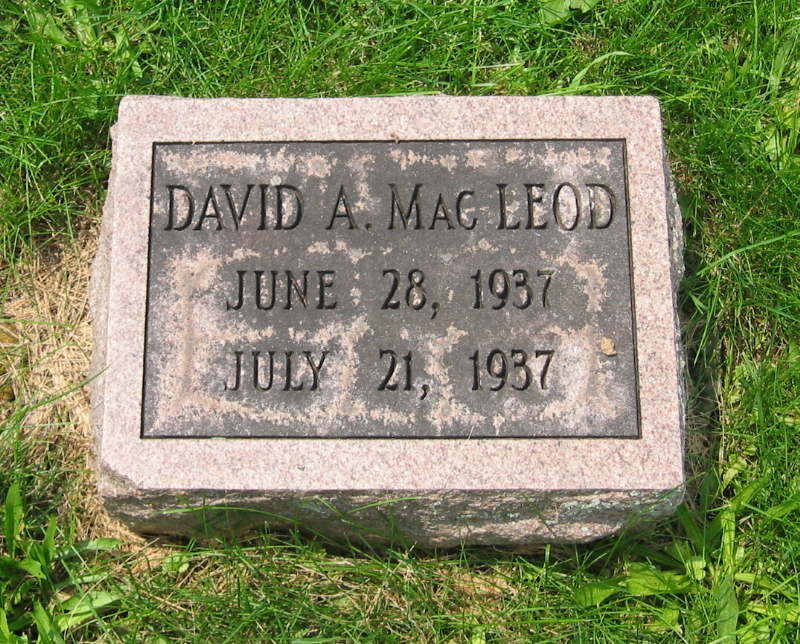 DAVID A. MAC LEOD
JUNE 28, 1937
JULY 21, 1937